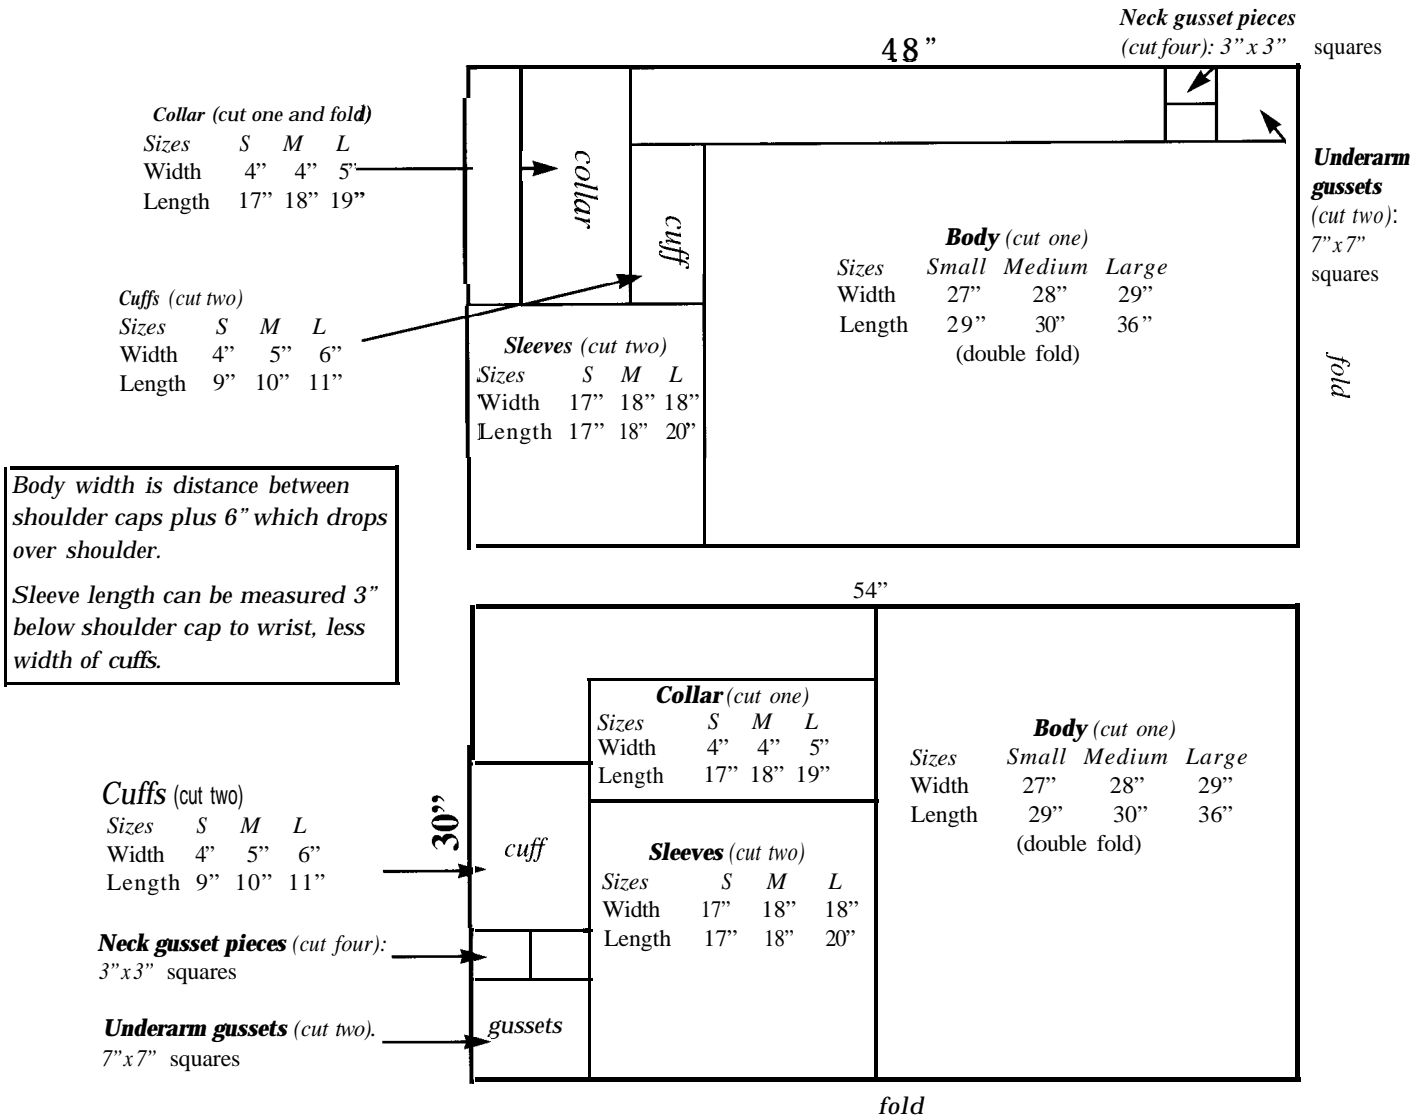 Neck gusset pieces
(cut four): 3” x 3” squares
48”
Collar (cut one and fold)
Sizes S M L
Width 4” 4” 5”
Length 17” 18” 19”
collar
cuff
Underarm
gussets
(cut two):
7” x 7”
squares
Body (cut one)
Sizes Small Medium Large
Width 27” 28” 29”
Length 29” 30” 36”
(double fold)
Cuffs (cut two)
Sizes S M L
Width 4” 5” 6”
Length 9” 10” 11”
Sleeves (cut two)
Sizes S M L
Width 17” 18” 18”
Length 17” 18” 20”
fold
Body width is distance between
shoulder caps plus 6” which drops
over shoulder.
Sleeve length can be measured 3”
below shoulder cap to wrist, less
width of cuffs.
54”
Collar (cut one)
Sizes S M L
Width 4” 4” 5”
Length 17” 18” 19”
Body (cut one)
Sizes Small Medium Large
Width 27” 28” 29”
Length 29” 30” 36”
(double fold)
Cuffs (cut two)
Sizes S M L
Width 4” 5” 6”
Length 9” 10” 11”
30”
cuff
Sleeves (cut two)
Sizes S M L
Width 17” 18” 18”
Length 17” 18” 20”
Neck gusset pieces (cut four):
3” x 3” squares
Underarm gussets (cut two).
7” x 7” squares
gussets
fold